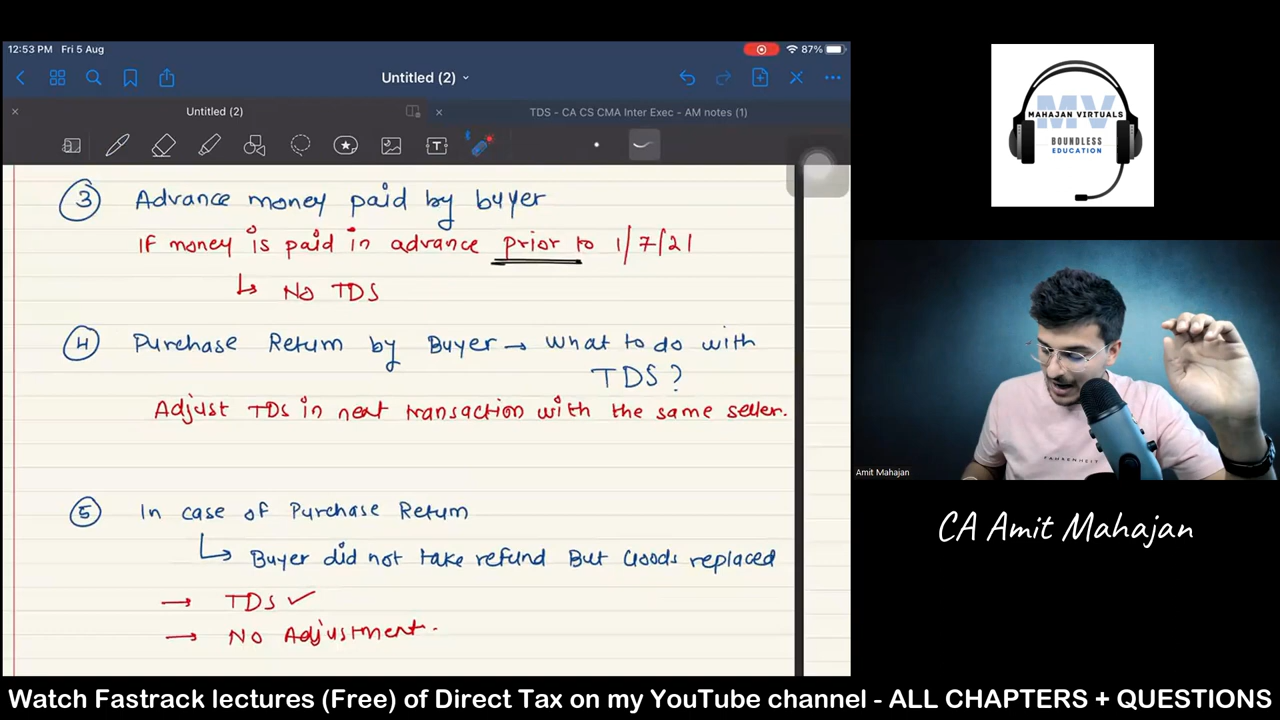 12:53 PM Fri 5 Aug
87%
Untitled (2)
Untitled (2)
TDS - CA CS CMA Inter Exec - AM notes (1)
③ Advance money paid by buyer
If money is paid in advance prior to 1/7/21
↳ No TDS
④ Purchase Return by Buyer → What to do with
TDS?
Adjust TDS in next transaction with the same seller.
⑤ In case of Purchase Return
↳ Buyer did not take refund But Goods replaced
→ TDS ✓
→ No Adjustment.
MV
MAHAJAN VIRTUALS
BOUNDLESS
EDUCATION
FAHRENHEIT
Amit Mahajan
CA Amit Mahajan
Watch Fastrack lectures (Free) of Direct Tax on my YouTube channel - ALL CHAPTERS + QUESTIONS